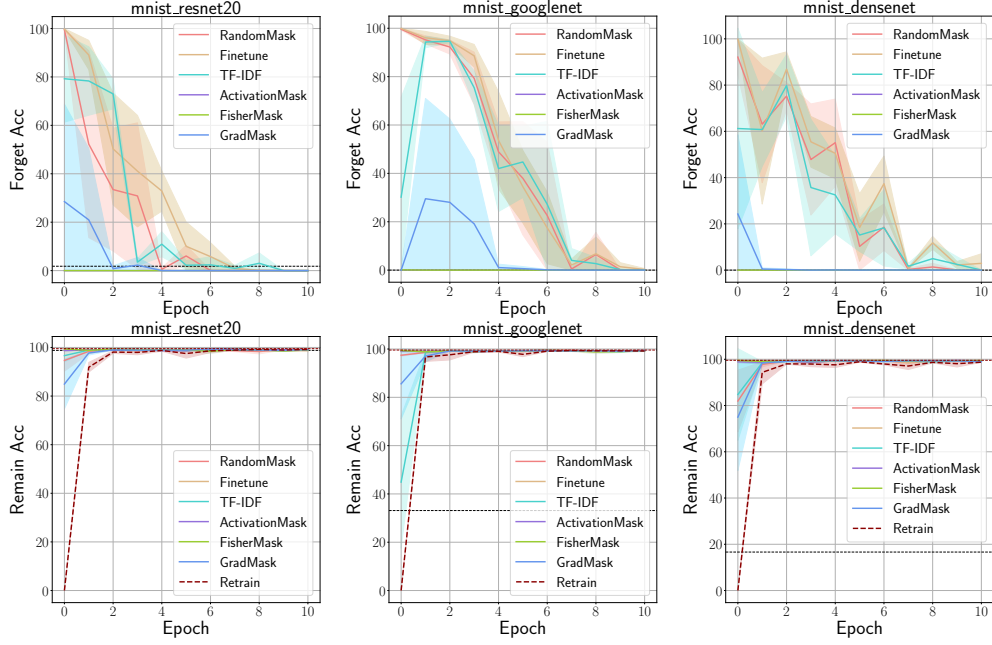 mnist_resnet20
Forget Acc
100
80
60
40
20
0
0 2 4 6 8 10
Epoch
RandomMask
Finetune
TF-IDF
ActivationMask
FisherMask
GradMask
mnist_googlenet
Forget Acc
100
80
60
40
20
0
0 2 4 6 8 10
Epoch
RandomMask
Finetune
TF-IDF
ActivationMask
FisherMask
GradMask
mnist_densenet
Forget Acc
100
80
60
40
20
0
0 2 4 6 8 10
Epoch
RandomMask
Finetune
TF-IDF
ActivationMask
FisherMask
GradMask
mnist_resnet20
Remain Acc
100
80
60
40
20
0
0 2 4 6 8 10
Epoch
RandomMask
Finetune
TF-IDF
ActivationMask
FisherMask
GradMask
Retrain
mnist_googlenet
Remain Acc
100
80
60
40
20
0
0 2 4 6 8 10
Epoch
RandomMask
Finetune
TF-IDF
ActivationMask
FisherMask
GradMask
Retrain
mnist_densenet
Remain Acc
100
80
60
40
20
0
0 2 4 6 8 10
Epoch
RandomMask
Finetune
TF-IDF
ActivationMask
FisherMask
GradMask
Retrain